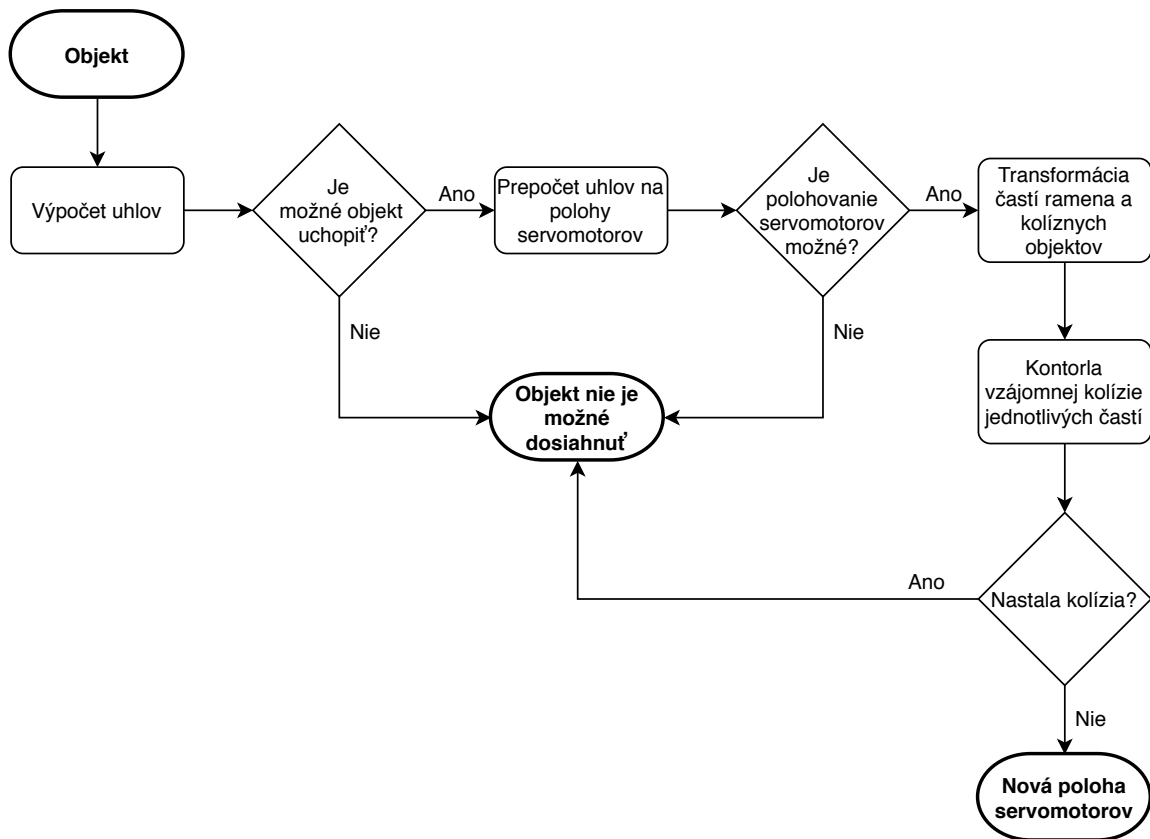 Objekt
Výpočet uhlov
Je
možné objekt
uchopiť?
Ano
Prepočet uhlov na
polohy
servomotorov
Je
polohovanie
servomotorov
možné?
Ano
Transformácia
častí ramena a
kolíznych
objektov
Nie
Nie
Kontorla
vzájomnej kolízie
jednotlivých častí
Objekt nie je
možné
dosiahnuť
Ano
Nastala kolízia?
Nie
Nová poloha
servomotorov